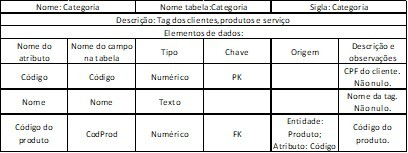 Nome: Categoria Nome tabela:Categoria Sigla: Categoria
Descrição: Tag dos clientes,produtos e serviço
Elementos de dados:
Nome do atributo Nome do campo na tabela Tipo Chave Origem Descrição e observações
Código Código Numérico PK CPF do cliente. Não nulo.
Nome Nome Texto Nome da tag. Não nulo.
Código do produto CodProd Numérico FK Entidade: Produto; Atributo: Código Código do produto.